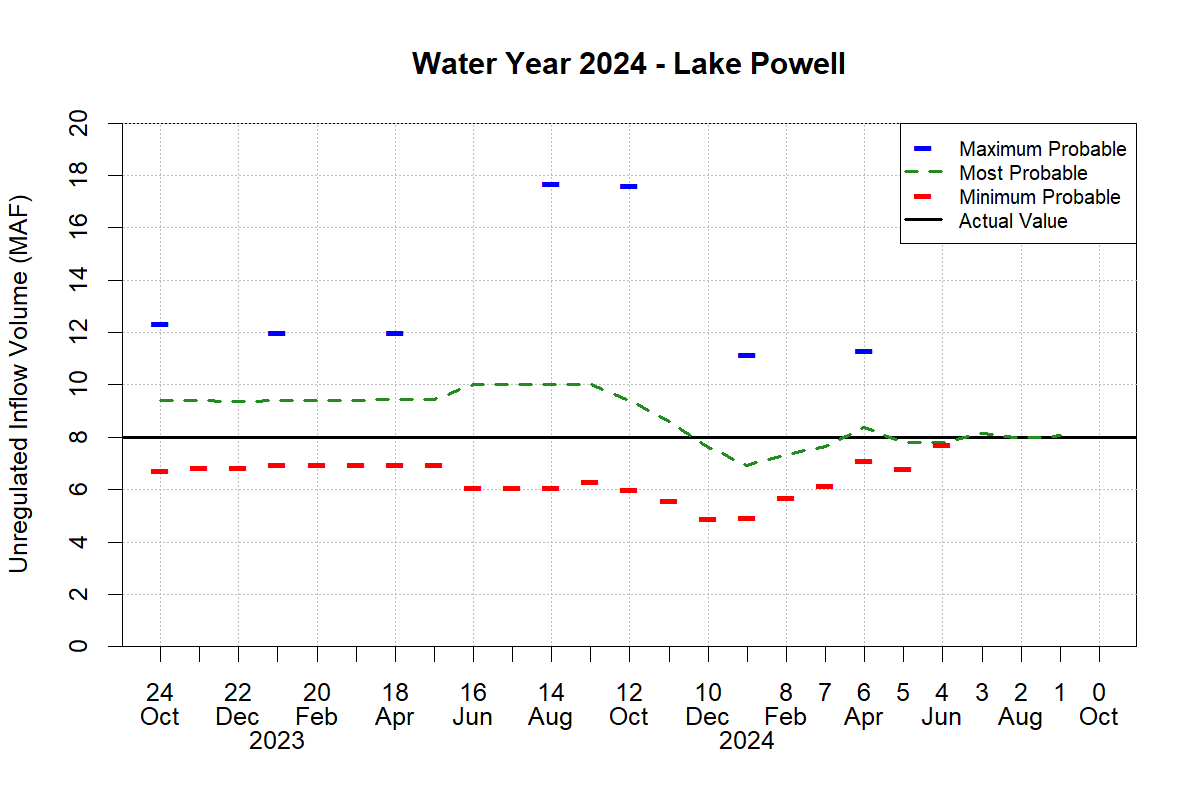 Water Year 2024 - Lake Powell
Unregulated Inflow Volume (MAF)
20
18
16
14
12
10
8
6
4
2
0
Maximum Probable
Most Probable
Minimum Probable
Actual Value
24 22 20 18 16 14 12 10 8 7 6 5 4 3 2 1 0
Oct Dec Feb Apr Jun Aug Oct Dec Feb Apr Jun Aug Oct
2023 2024